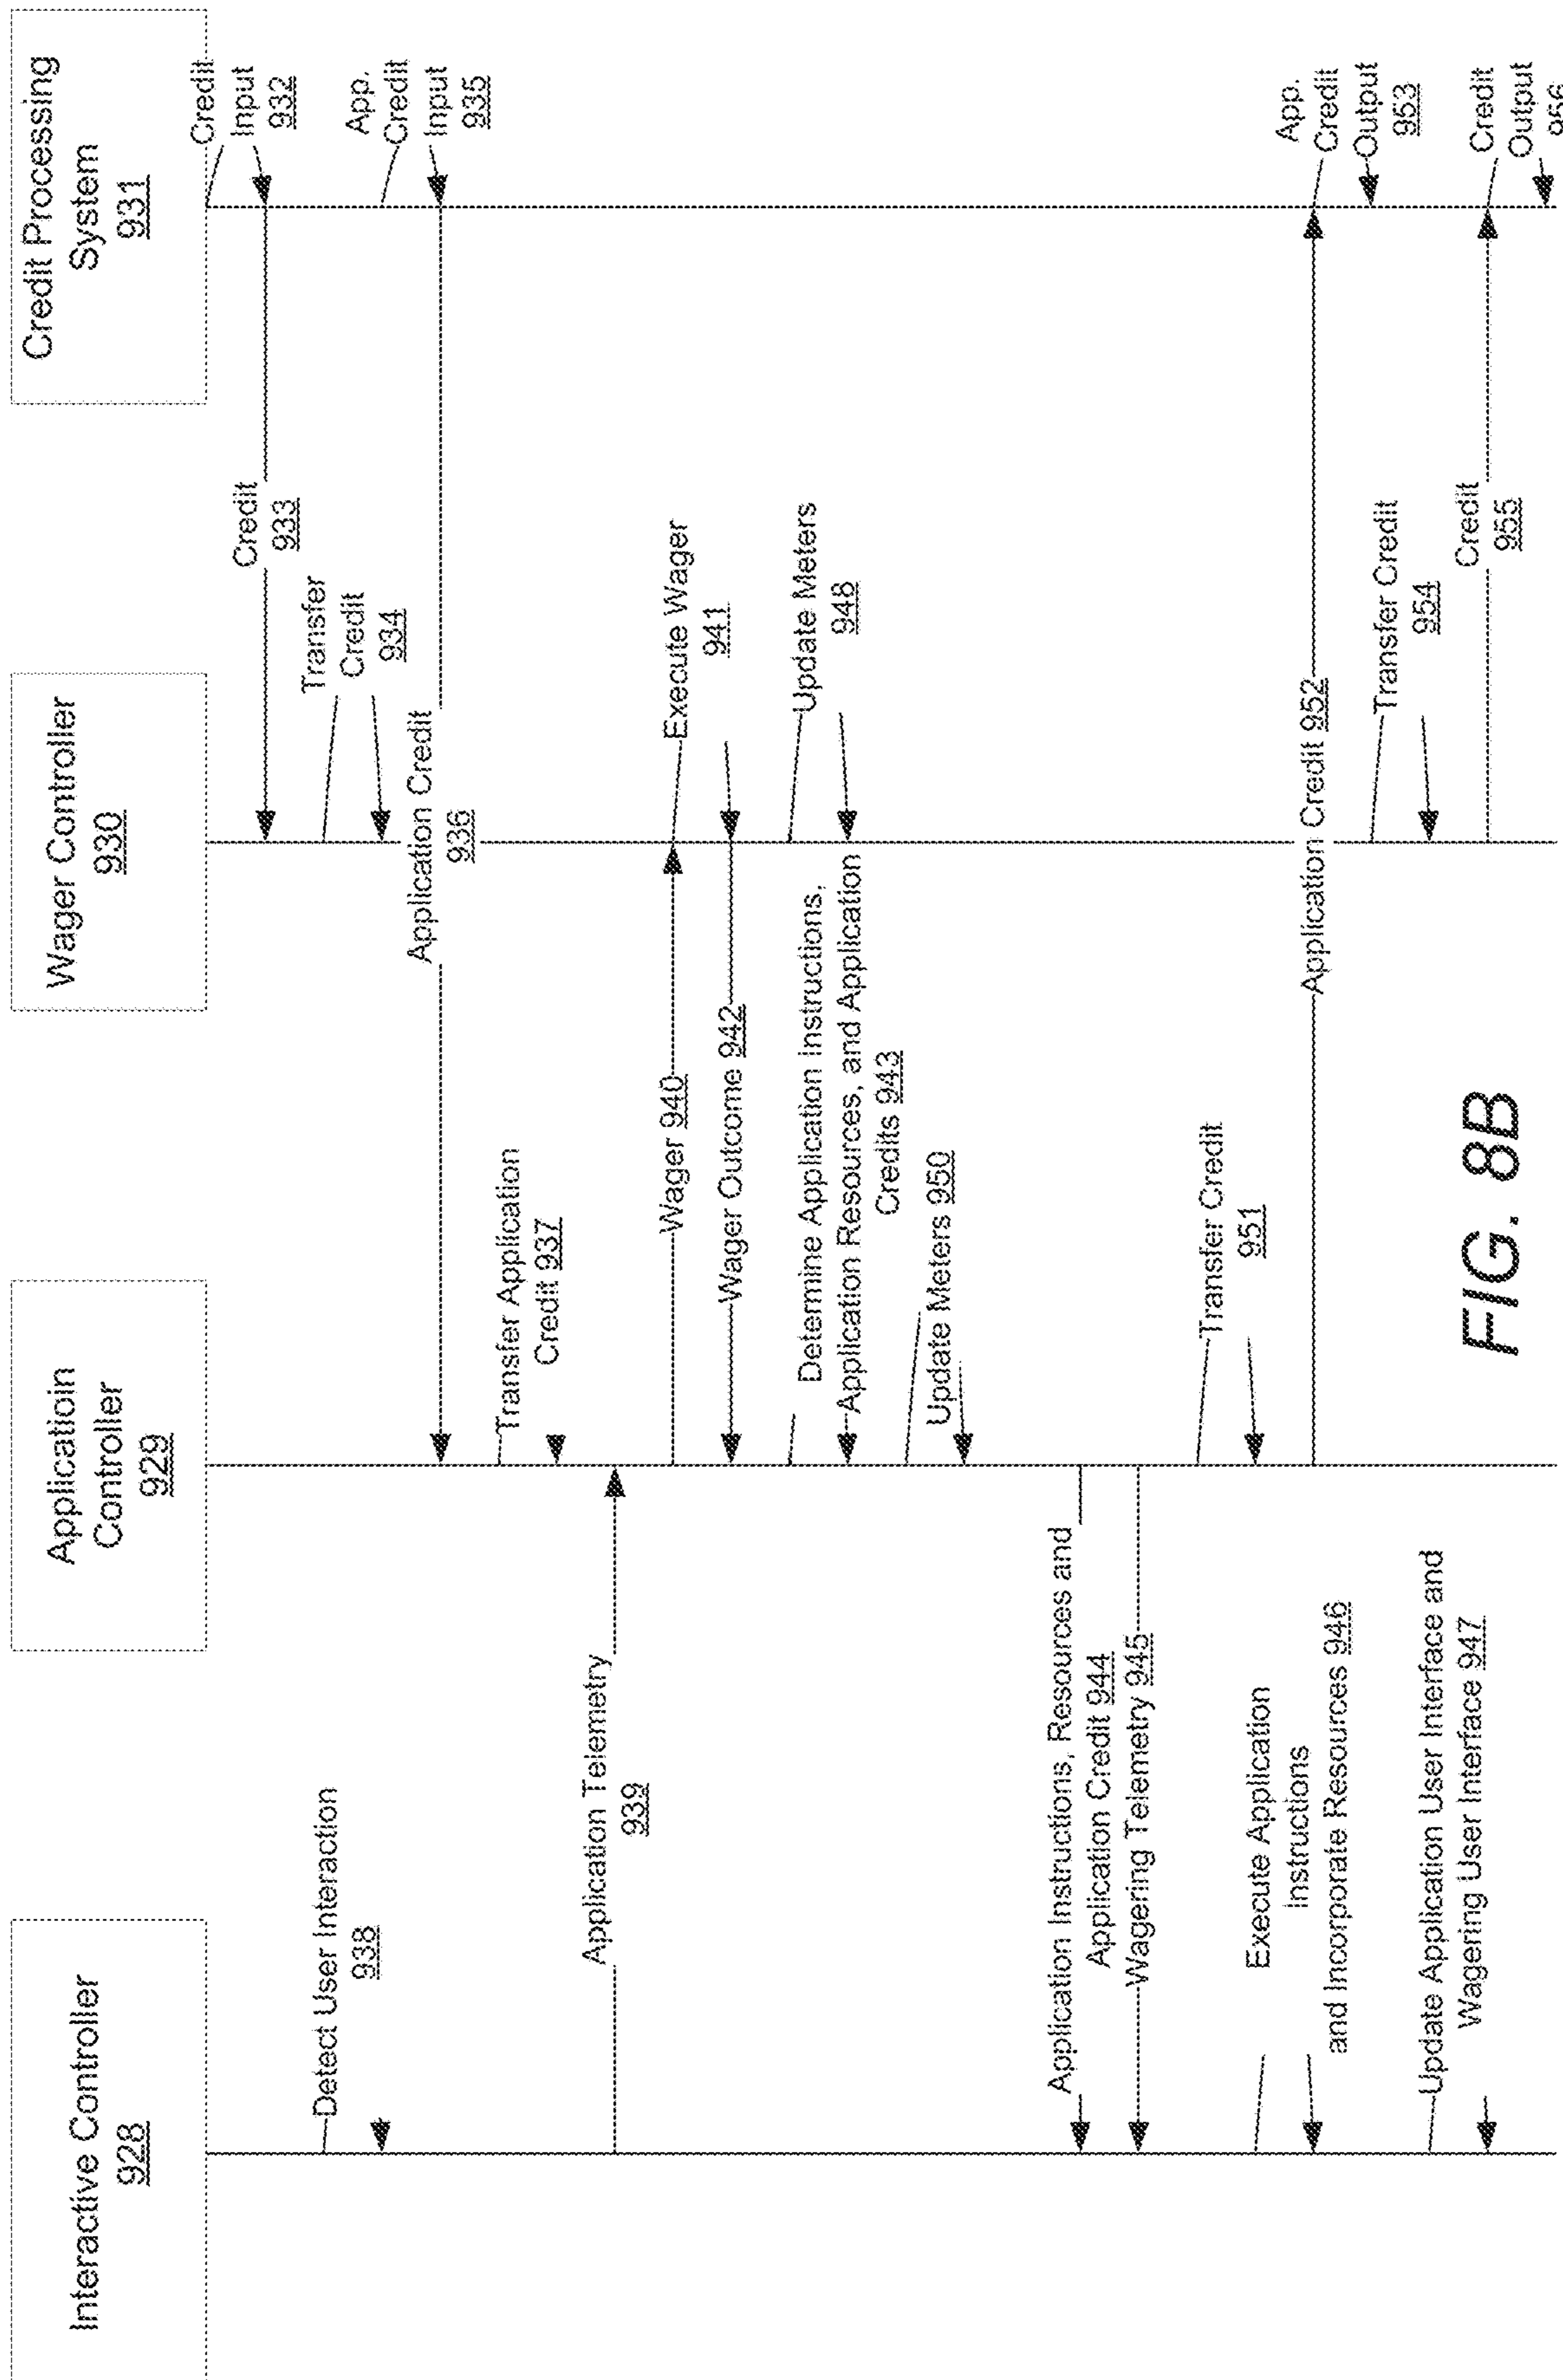 Interactive Controller
928
Applicatioin
Controller
929
Wager Controller
930
Credit Processing
System
931
Credit
Input
932
Credit
933
Transfer
Credit
934
App.
Credit
Input
935
Application Credit
936
Transfer Application
Credit 937
Detect User Interaction
938
Application Telemetry
939
Wager 940
Execute Wager
941
Wager Outcome 942
Determine Application Instructions,
Application Resources, and Application
Credits 943
Update Meters
948
Update Meters 950
Application Instructions, Resources and
Application Credit 944
Wagering Telemetry 945
Execute Application
Instructions
and Incorporate Resources 946
Update Application User Interface and
Wagering User Interface 947
Transfer Credit
951
Application Credit 952
App.
Credit
Output
953
Transfer Credit
954
Credit
955
Credit
Output
956
FIG. 8B